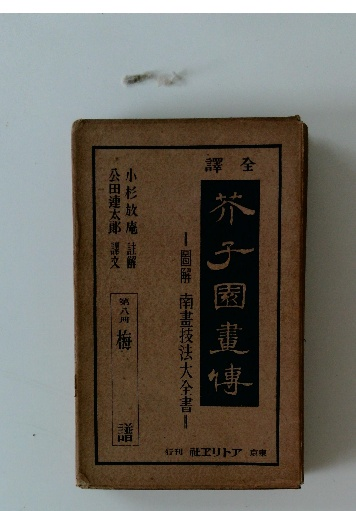 全譯
芥子園畫傳
圖解 南畫技法大全書
小杉放庵 註解
公田連太郎 譯文
第八册 梅譜
東京 アトリヱ社 刊行